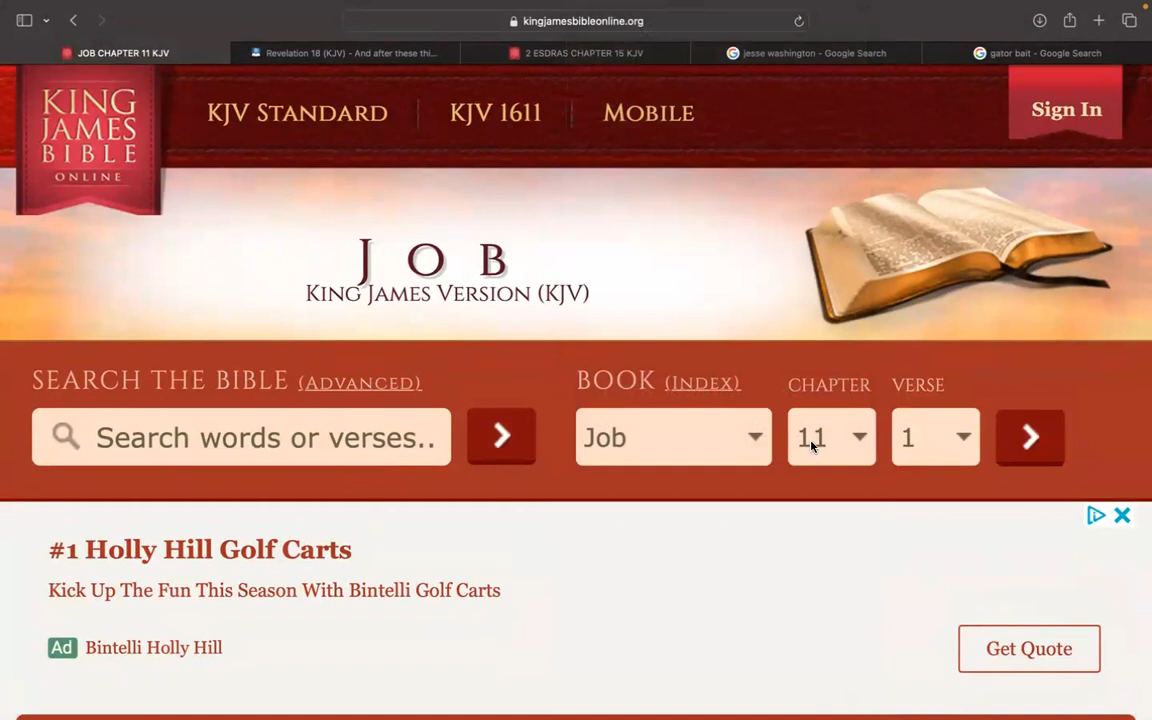 kingjamesbibleonline.org
JOB CHAPTER 11 KJV
Revelation 18 (KJV) - And after these thi...
2 ESDRAS CHAPTER 15 KJV
jesse washington - Google Search
gator bait - Google Search
KING
JAMES
BIBLE
ONLINE
KJV STANDARD
KJV 1611
MOBILE
Sign In
JOB
KING JAMES VERSION (KJV)
SEARCH THE BIBLE (ADVANCED)
BOOK (INDEX)
CHAPTER
VERSE
Search words or verses..
Job
11
1
#1 Holly Hill Golf Carts
Kick Up The Fun This Season With Bintelli Golf Carts
Ad Bintelli Holly Hill
Get Quote